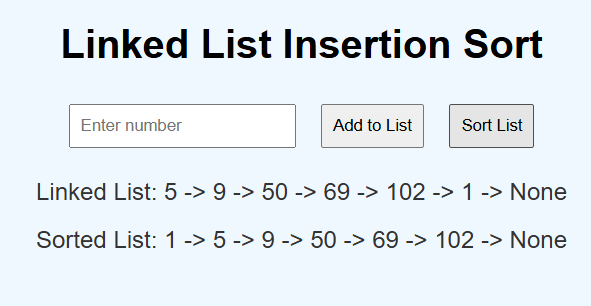 Linked List Insertion Sort
Enter number Add to List Sort List
Linked List: 5 -> 9 -> 50 -> 69 -> 102 -> 1 -> None
Sorted List: 1 -> 5 -> 9 -> 50 -> 69 -> 102 -> None